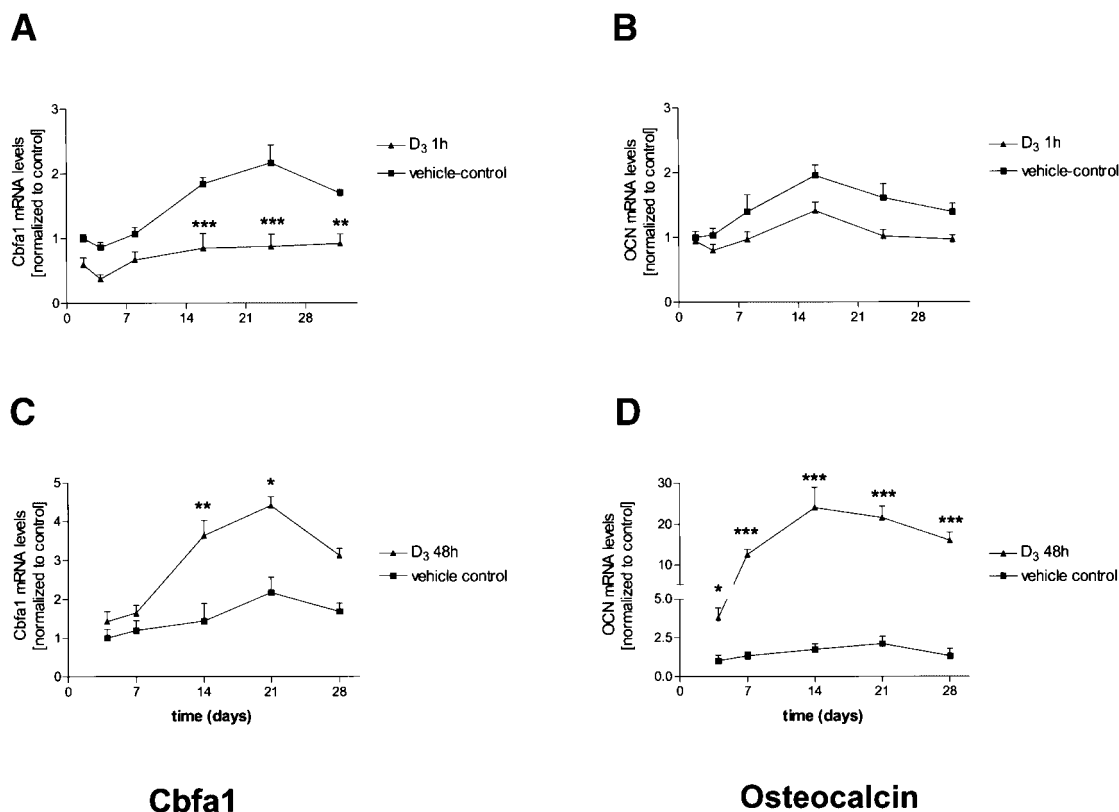 A
Cbfa1 mRNA levels
[normalized to control]
3
2
1
0
0 7 14 21 28
*** *** **
D3 1h
vehicle-control
B
OCN mRNA levels
[normalized to control]
3
2
1
0
0 7 14 21 28
D3 1h
vehicle-control
C
Cbfa1 mRNA levels
[normalized to control]
5
4
3
2
1
0
0 7 14 21 28
** *
time (days)
D3 48h
vehicle control
Cbfa1
D
OCN mRNA levels
[normalized to control]
30
20
10
5.0
2.5
0.0
0 7 14 21 28
* *** *** *** ***
time (days)
D3 48h
vehicle control
Osteocalcin